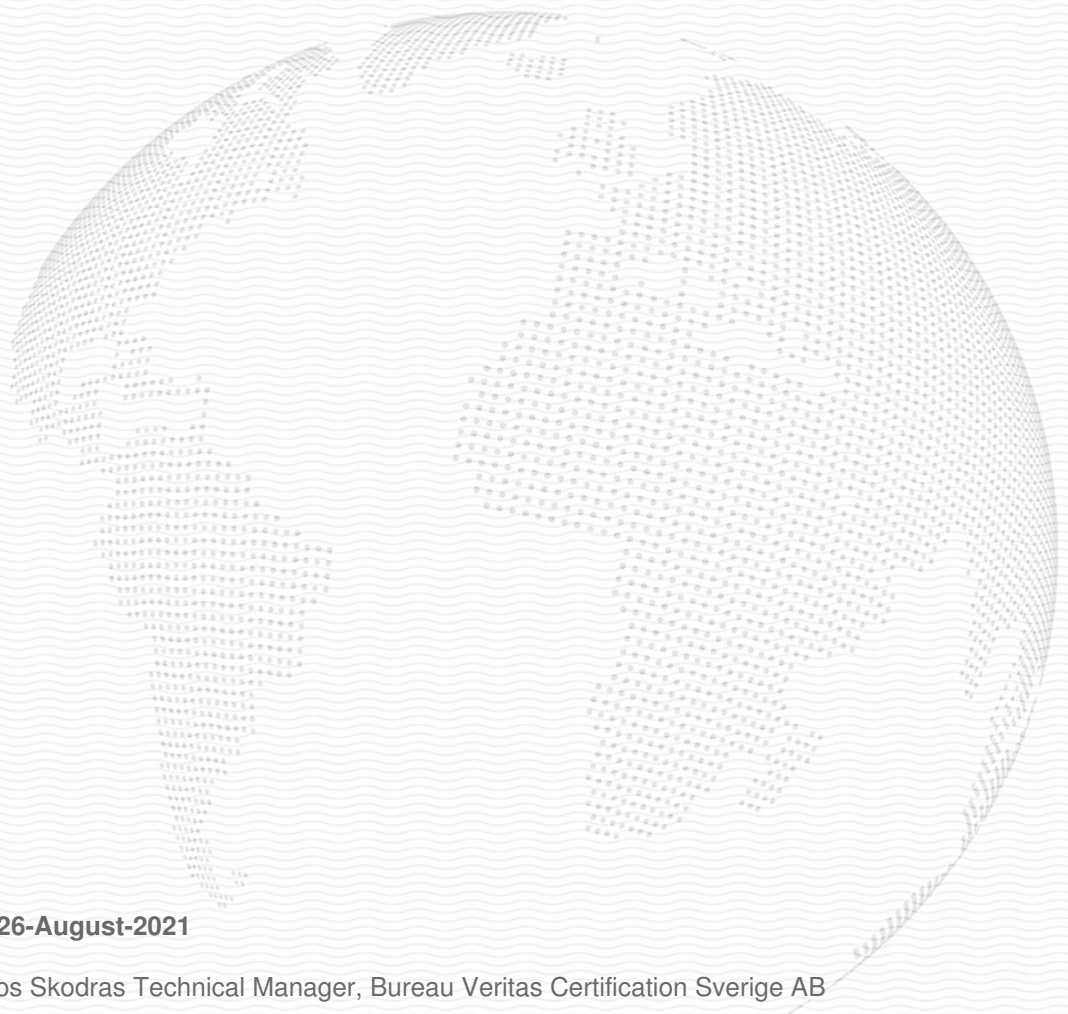 26-August-2021
os Skodras Technical Manager, Bureau Veritas Certification Sverige AB